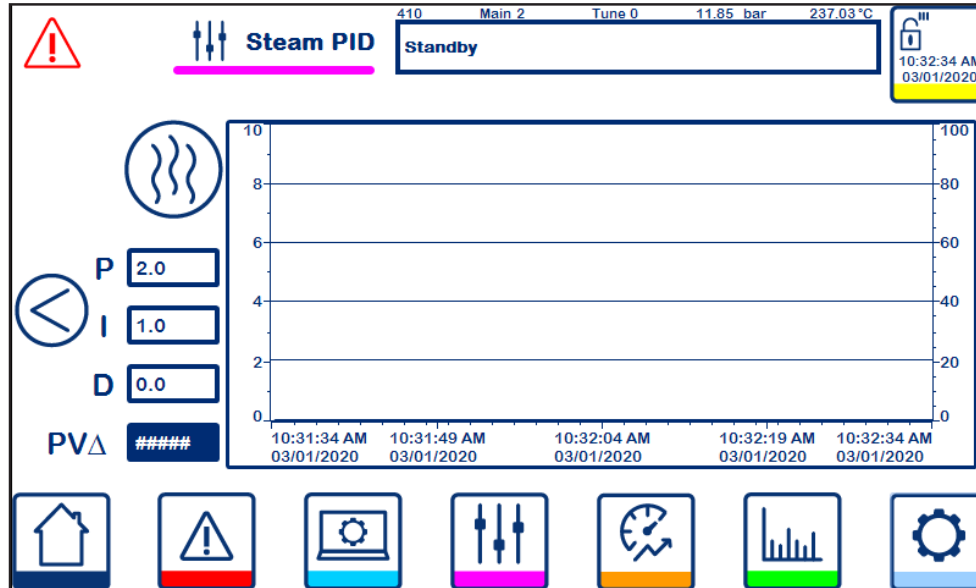 410 Main 2 Tune 0 11.85 bar 237.03 °C
Steam PID
Standby
10:32:34 AM
03/01/2020
10 100
8 80
6 60
4 40
2 20
0 0
P 2.0
I 1.0
D 0.0
PV∆ #####
10:31:34 AM 10:31:49 AM 10:32:04 AM 10:32:19 AM 10:32:34 AM
03/01/2020 03/01/2020 03/01/2020 03/01/2020 03/01/2020